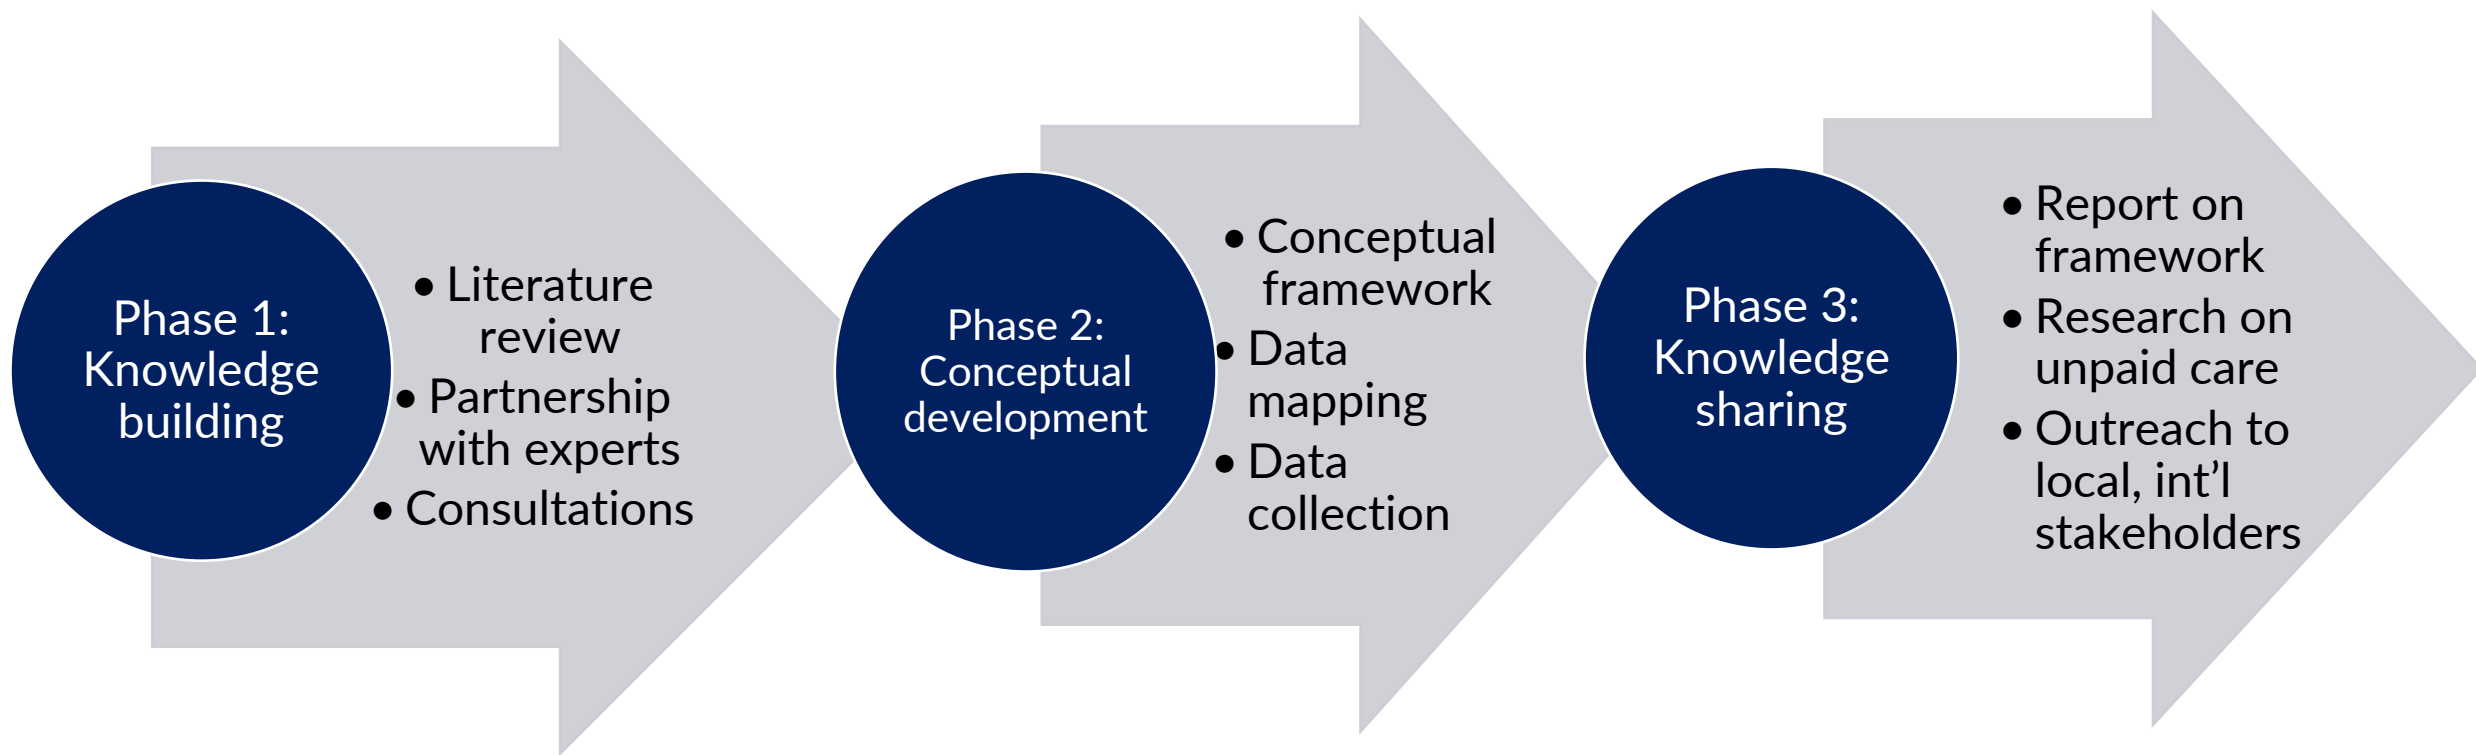 Phase 1:
Knowledge
building
• Literature
review
• Partnership
with experts
• Consultations
Phase 2:
Conceptual
development
• Conceptual
framework
• Data
mapping
• Data
collection
Phase 3:
Knowledge
sharing
• Report on
framework
• Research on
unpaid care
• Outreach to
local, int’l
stakeholders